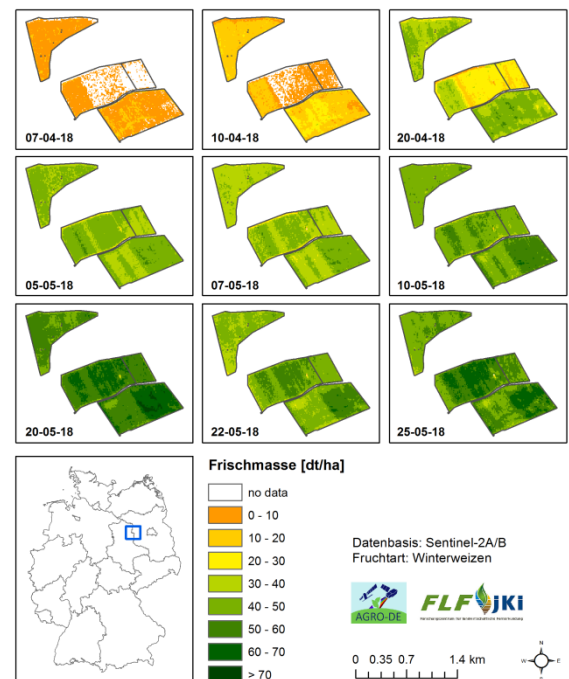 07-04-18
10-04-18
20-04-18
05-05-18
07-05-18
10-05-18
20-05-18
22-05-18
25-05-18
Frischmasse [dt/ha]
no data
0 - 10
10 - 20
20 - 30
30 - 40
40 - 50
50 - 60
60 - 70
> 70
Datenbasis: Sentinel-2A/B
Fruchtart: Winterweizen
AGRO-DE
FLF JKi
0 0.35 0.7 1.4 km
N
W E
S